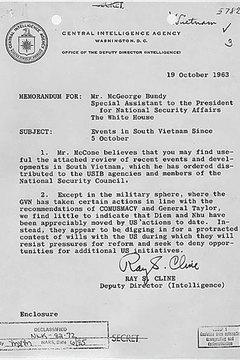 SECRET
Vietnam
CENTRAL INTELLIGENCE AGENCY
WASHINGTON, D.C.
OFFICE OF THE DEPUTY DIRECTOR (INTELLIGENCE)
19 October 1963
MEMORANDUM FOR: Mr. McGeorge Bundy
Special Assistant to the President
for National Security Affairs
The White House
SUBJECT: Events in South Vietnam Since
5 October
1. Mr. McCone believes that you may find use-
ful the attached review of recent events and devel-
opments in South Vietnam, which he has ordered dis-
tributed to the USIB agencies and members of the
National Security Council.
2. Except in the military sphere, where the
GVN has taken certain actions in line with the
recommendations of COMUSMACV and General Taylor,
we find little to indicate that Diem and Nhu have
been appreciably moved by US actions to date. In-
stead, they appear to be digging in for a protracted
contest of wills with the US during which they will
resist pressures for reform and seek to deny oppor-
tunities for additional US initiatives.
Ray S. Cline
RAY S. CLINE
Deputy Director (Intelligence)
Enclosure
DECLASSIFIED
SECRET